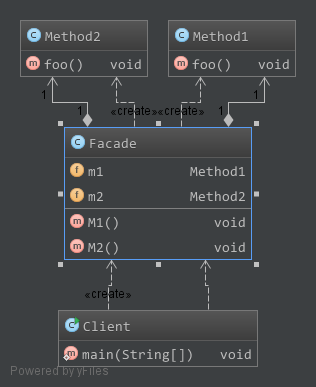 C Method2
m foo() void
C Method1
m foo() void
1 1 1 1
«create» «create»
C Facade
f m1 Method1
f m2 Method2
m M1() void
m M2() void
«create»
C Client
m main(String[]) void
Powered by yFiles